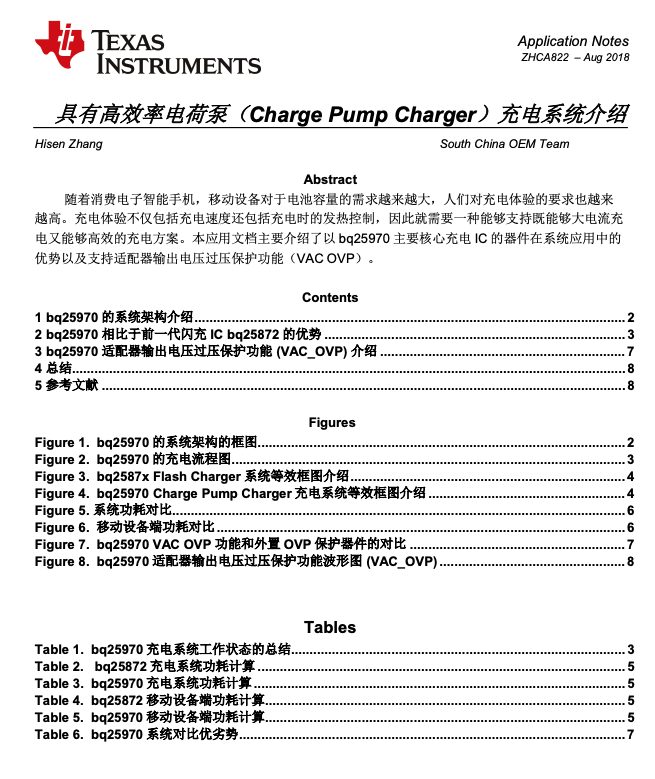 TEXAS
INSTRUMENTS
Application Notes
ZHCA822 – Aug 2018
具有高效率电荷泵（Charge Pump Charger）充电系统介绍
Hisen Zhang South China OEM Team
Abstract
随着消费电子智能手机，移动设备对于电池容量的需求越来越大，人们对充电体验的要求也越来
越高。充电体验不仅包括充电速度还包括充电时的发热控制，因此就需要一种能够支持既能够大电流充
电又能够高效的充电方案。本应用文档主要介绍了以 bq25970 主要核心充电 IC 的器件在系统应用中的
优势以及支持适配器输出电压过压保护功能（VAC OVP）。
Contents
1 bq25970 的系统架构介绍 2
2 bq25970 相比于前一代闪充 IC bq25872 的优势 3
3 bq25970 适配器输出电压过压保护功能 (VAC_OVP) 介绍 7
4 总结 8
5 参考文献 8
Figures
Figure 1. bq25970 的系统架构的框图 2
Figure 2. bq25970 的充电流程图 3
Figure 3. bq2587x Flash Charger 系统等效框图介绍 4
Figure 4. bq25970 Charge Pump Charger 充电系统等效框图介绍 4
Figure 5. 系统功耗对比 6
Figure 6. 移动设备端功耗对比 6
Figure 7. bq25970 VAC OVP 功能和外置 OVP 保护器件的对比 7
Figure 8. bq25970 适配器输出电压过压保护功能波形图 (VAC_OVP) 8
Tables
Table 1. bq25970 充电系统工作状态的总结 3
Table 2. bq25872 充电系统功耗计算 5
Table 3. bq25970 充电系统功耗计算 5
Table 4. bq25872 移动设备端功耗计算 5
Table 5. bq25970 移动设备端功耗计算 5
Table 6. bq25970 系统对比优劣势 7